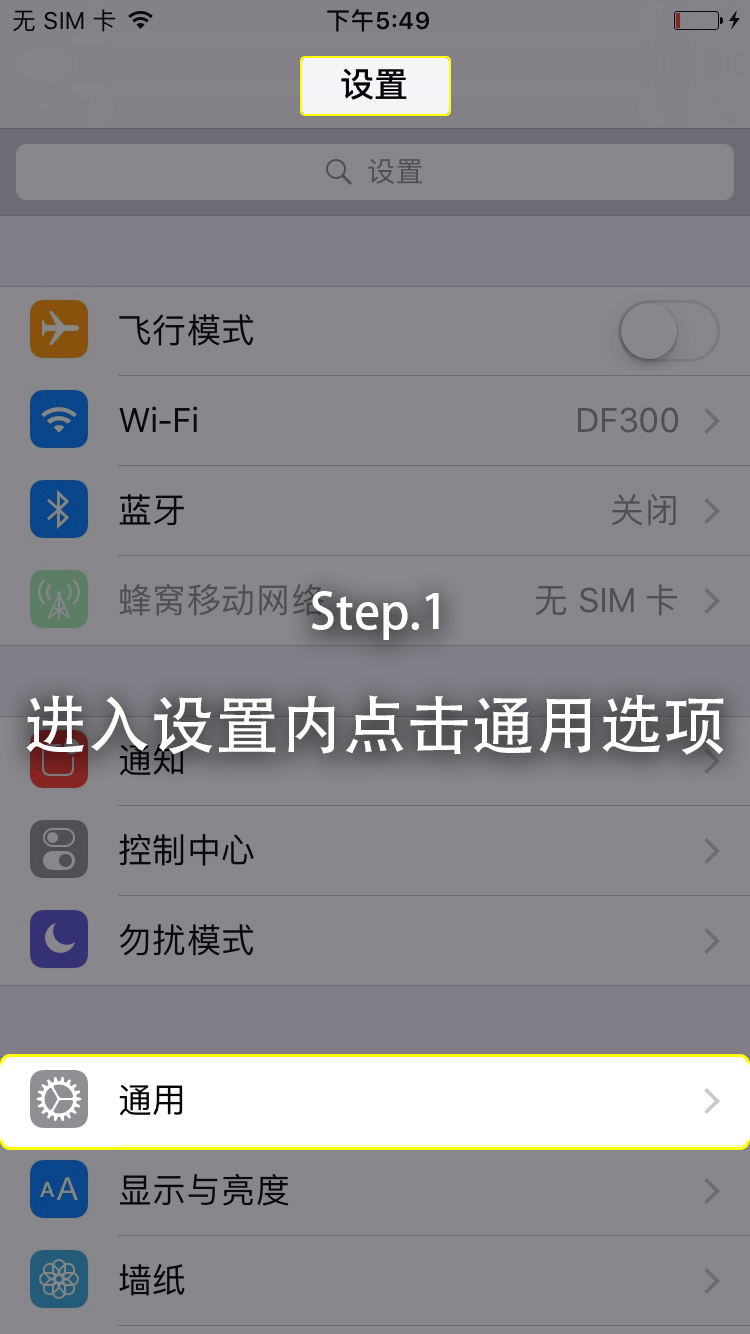 无 SIM 卡 下午5:49
设置
设置
飞行模式
Wi-Fi DF300
蓝牙 关闭
蜂窝移动网络 无 SIM 卡
Step.1
进入设置内点击通用选项
通知
控制中心
勿扰模式
通用
AA 显示与亮度
墙纸